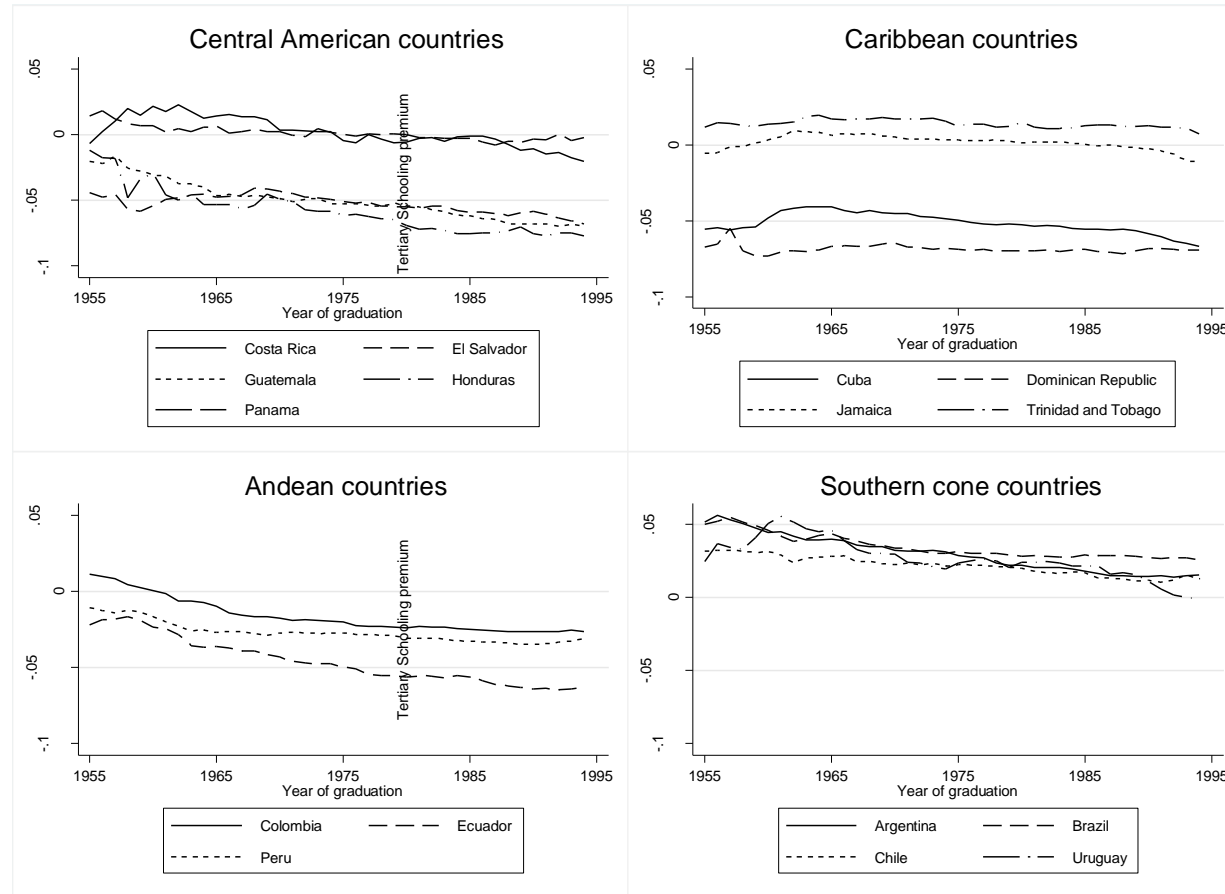 Central American countries
.05
0
-.05
-.1
Tertiary Schooling premium
1955 1965 1975 1985 1995
Year of graduation
Costa Rica El Salvador
Guatemala Honduras
Panama
Caribbean countries
.05
0
-.05
-.1
1955 1965 1975 1985 1995
Year of graduation
Cuba Dominican Republic
Jamaica Trinidad and Tobago
Andean countries
.05
0
-.05
-.1
Tertiary Schooling premium
1955 1965 1975 1985 1995
Year of graduation
Colombia Ecuador
Peru
Southern cone countries
.05
0
-.05
-.1
1955 1965 1975 1985 1995
Year of graduation
Argentina Brazil
Chile Uruguay